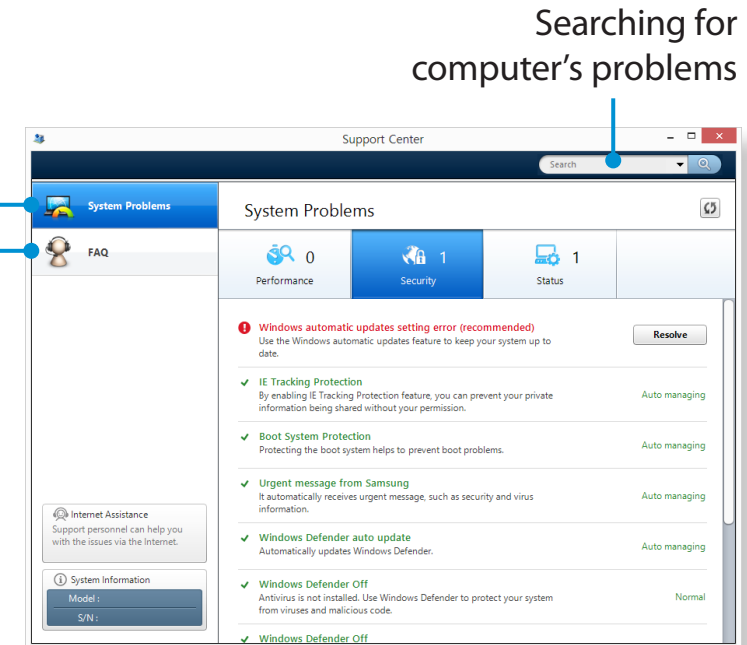 Searching for
computer’s problems
Support Center
Search
System Problems
FAQ
System Problems
0
Performance
1
Security
1
Status
Windows automatic updates setting error (recommended)
Use the Windows automatic updates feature to keep your system up to
date.
Resolve
IE Tracking Protection
By enabling IE Tracking Protection feature, you can prevent your private
information being shared without your permission.
Auto managing
Boot System Protection
Protecting the boot system helps to prevent boot problems.
Auto managing
Urgent message from Samsung
It automatically receives urgent message, such as security and virus
information.
Auto managing
Windows Defender auto update
Automatically updates Windows Defender.
Auto managing
Windows Defender Off
Antivirus is not installed. Use Windows Defender to protect your system
from viruses and malicious code.
Normal
Windows Defender Off
Internet Assistance
Support personnel can help you
with the issues via the Internet.
System Information
Model :
S/N :